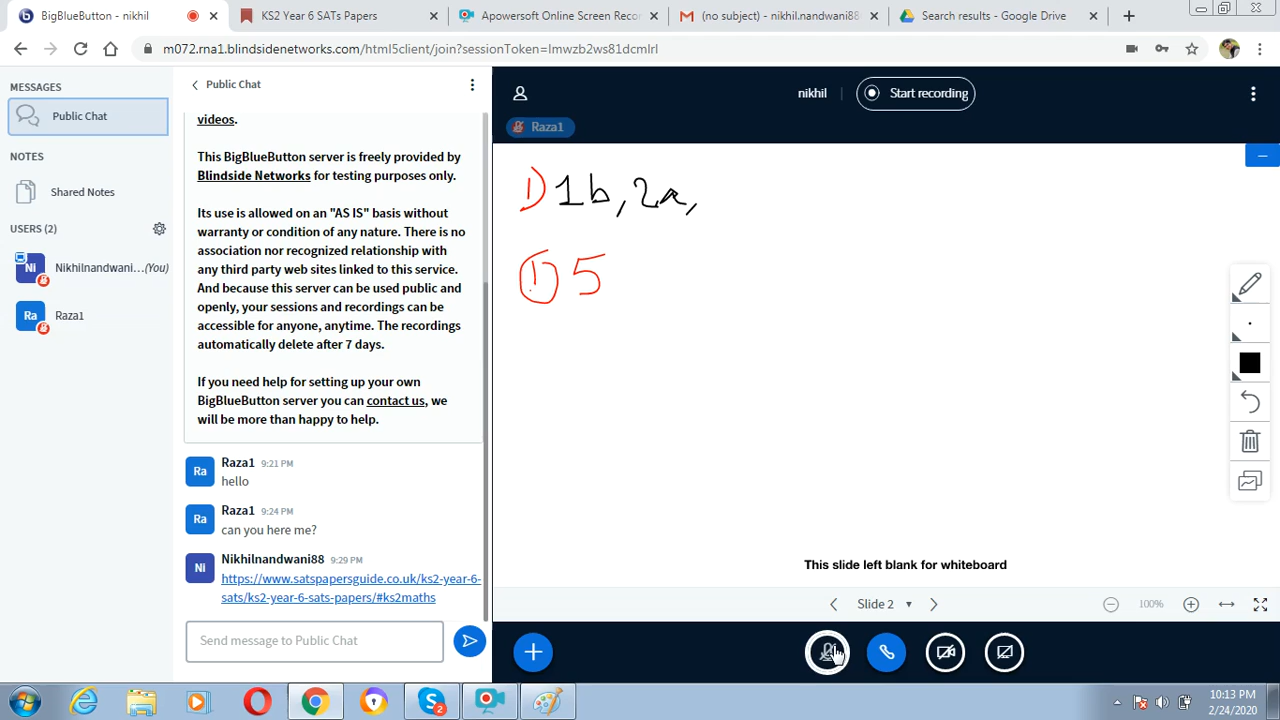 BigBlueButton - nikhil
KS2 Year 6 SATs Papers
Apowersoft Online Screen Reco
(no subject) - nikhil.nandwani88
Search results - Google Drive
m072.rna1.blindsidenetworks.com/html5client/join?sessionToken=lmwzb2ws81dcmlrl
MESSAGES
Public Chat
NOTES
Shared Notes
USERS (2)
Ni
Nikhilnandwani... (You)
Ra
Raza1
Public Chat
videos.
This BigBlueButton server is freely provided by
Blindside Networks for testing purposes only.
Its use is allowed on an "AS IS" basis without
warranty or condition of any nature. There is no
association nor recognized relationship with
any third party web sites linked to this service.
And because this server can be used public and
openly, your sessions and recordings can be
accessible for anyone, anytime. The recordings
automatically delete after 7 days.
If you need help for setting up your own
BigBlueButton server you can contact us, we
will be more than happy to help.
Ra
Raza1 9:21 PM
hello
Ra
Raza1 9:24 PM
can you here me?
Ni
Nikhilnandwani88 9:29 PM
https://www.satspapersguide.co.uk/ks2-year-6-
sats/ks2-year-6-sats-papers/#ks2maths
Send message to Public Chat
nikhil
Start recording
Raza1
1) 1b, 2a,
1) 5
This slide left blank for whiteboard
Slide 2
100%
2
10:13 PM
2/24/2020